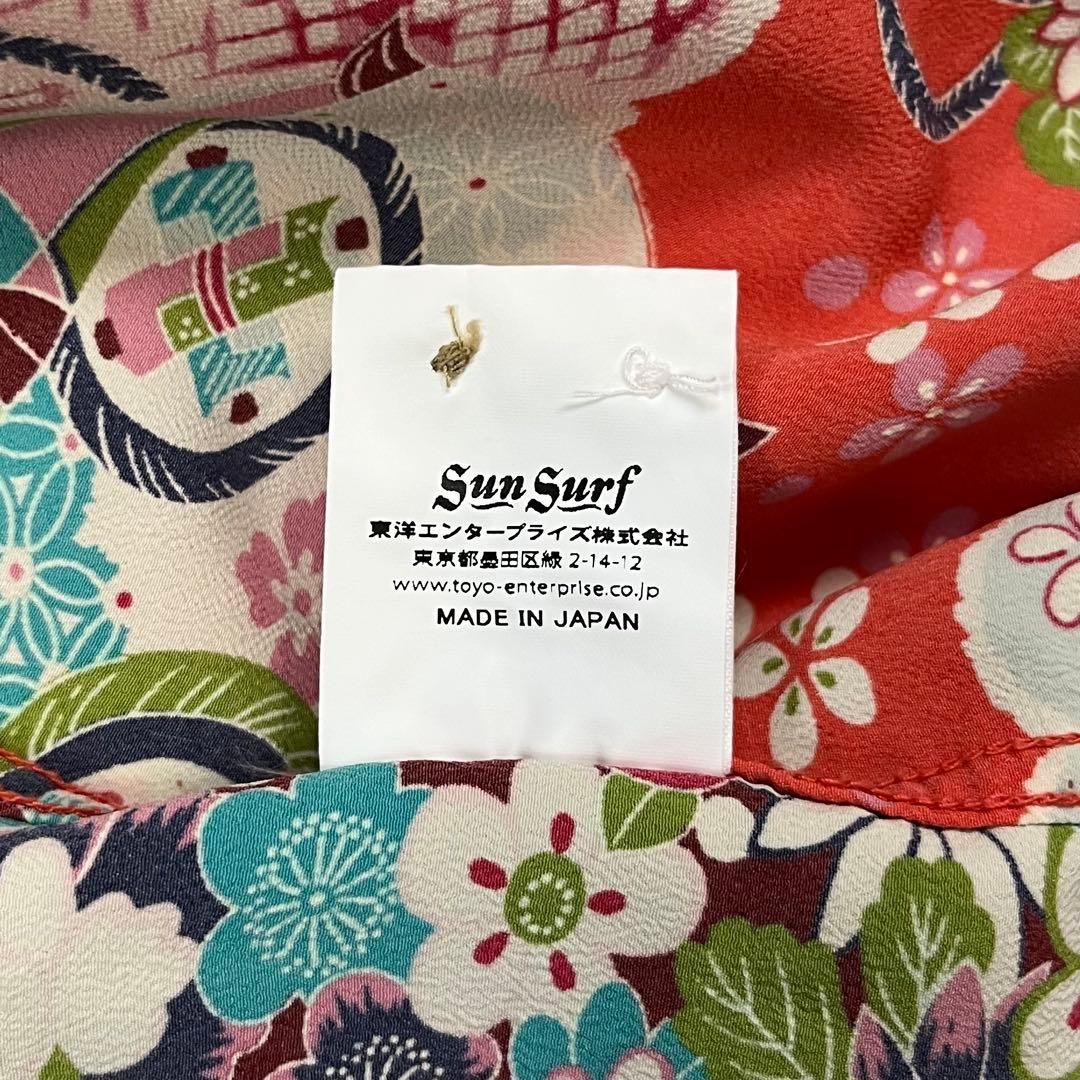 Sun Surf
東洋エンタープライズ株式会社
東京都墨田区緑 2-14-12
www.toyo-enterprise.co.jp
MADE IN JAPAN